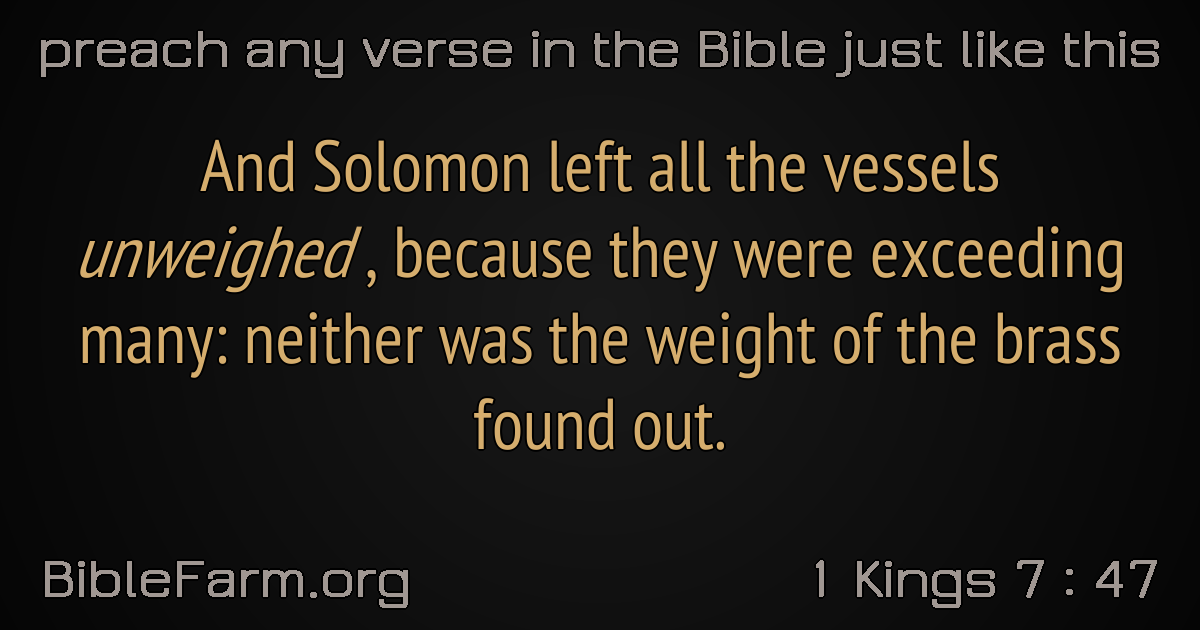 preach any verse in the Bible just like this
And Solomon left all the vessels
unweighed , because they were exceeding
many: neither was the weight of the brass
found out.
BibleFarm.org
1 Kings 7 : 47